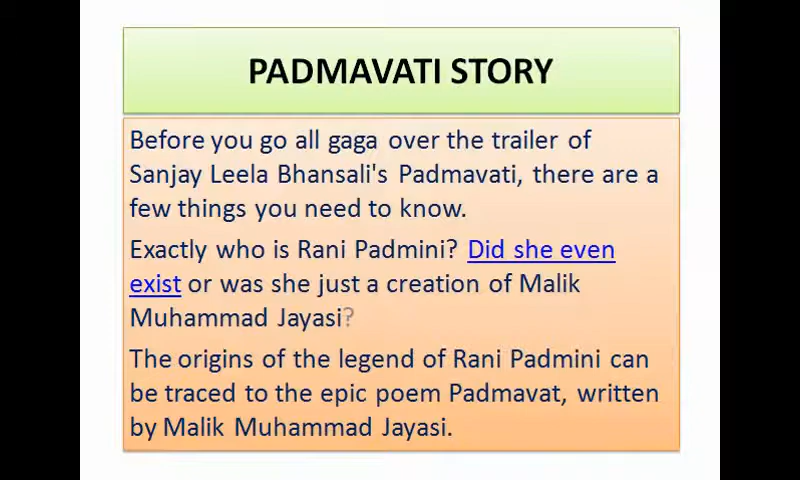 PADMAVATI STORY
Before you go all gaga over the trailer of
Sanjay Leela Bhansali's Padmavati, there are a
few things you need to know.
Exactly who is Rani Padmini? Did she even
exist or was she just a creation of Malik
Muhammad Jayasi?
The origins of the legend of Rani Padmini can
be traced to the epic poem Padmavat, written
by Malik Muhammad Jayasi.